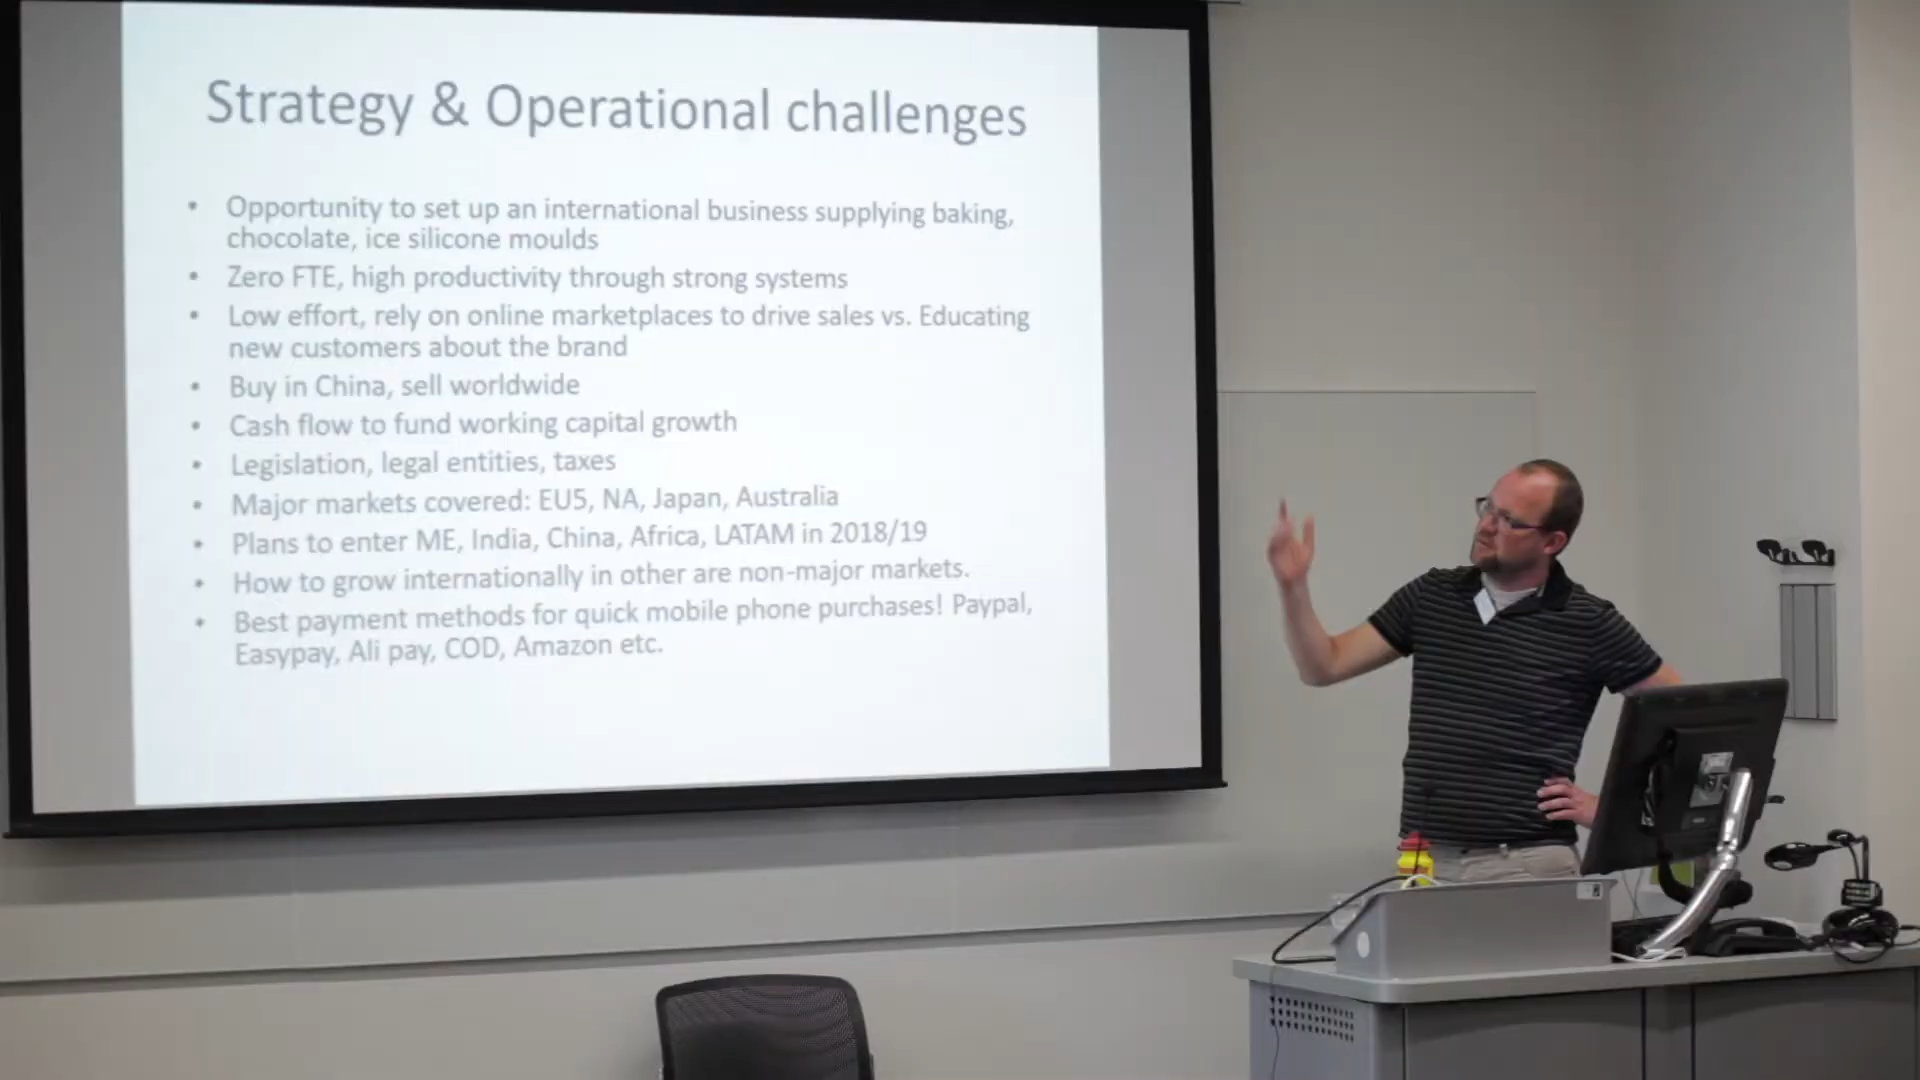 Strategy & Operational challenges
• Opportunity to set up an international business supplying baking,
chocolate, ice silicone moulds
• Zero FTE, high productivity through strong systems
• Low effort, rely on online marketplaces to drive sales vs. Educating
new customers about the brand
• Buy in China, sell worldwide
• Cash flow to fund working capital growth
• Legislation, legal entities, taxes
• Major markets covered: EU5, NA, Japan, Australia
• Plans to enter ME, India, China, Africa, LATAM in 2018/19
• How to grow internationally in other are non-major markets.
• Best payment methods for quick mobile phone purchases! Paypal,
Easypay, Ali pay, COD, Amazon etc.